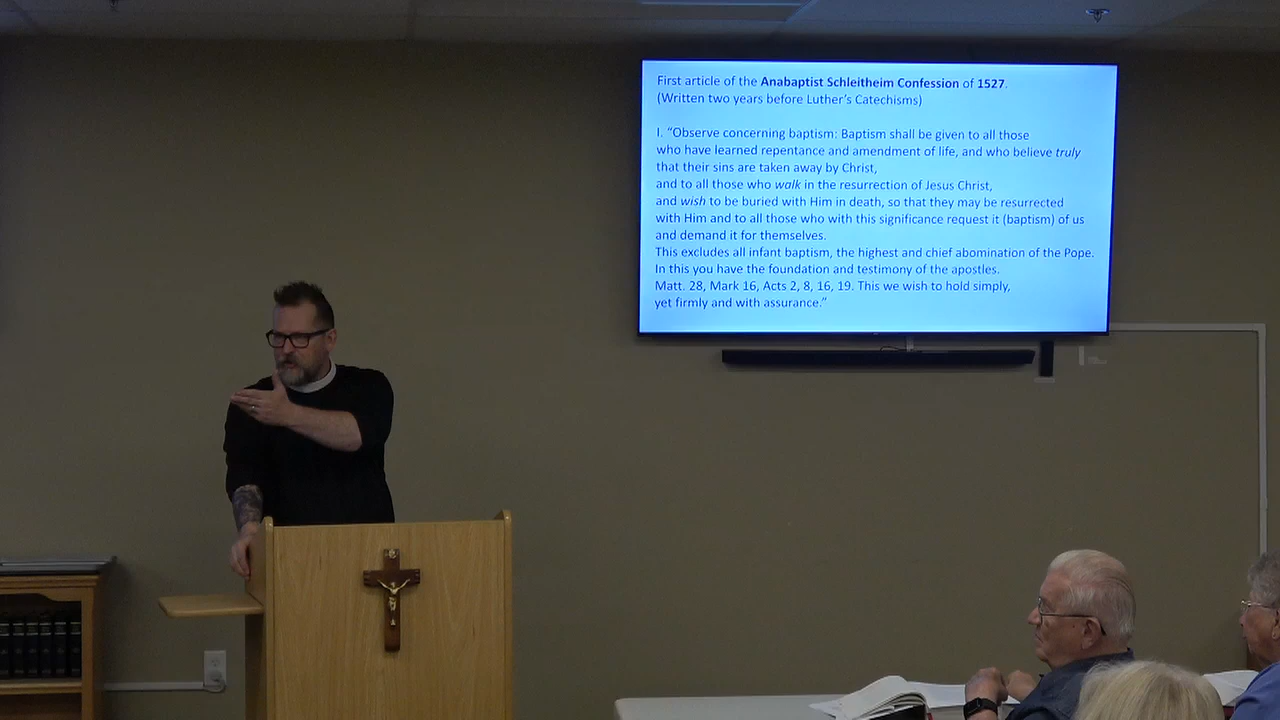 First article of the Anabaptist Schleitheim Confession of 1527.
(Written two years before Luther's Catechisms)
I. “Observe concerning baptism: Baptism shall be given to all those
who have learned repentance and amendment of life, and who believe truly
that their sins are taken away by Christ,
and to all those who walk in the resurrection of Jesus Christ,
and wish to be buried with Him in death, so that they may be resurrected
with Him and to all those who with this significance request it (baptism) of us
and demand it for themselves.
This excludes all infant baptism, the highest and chief abomination of the Pope.
In this you have the foundation and testimony of the apostles.
Matt. 28, Mark 16, Acts 2, 8, 16, 19. This we wish to hold simply,
yet firmly and with assurance.”